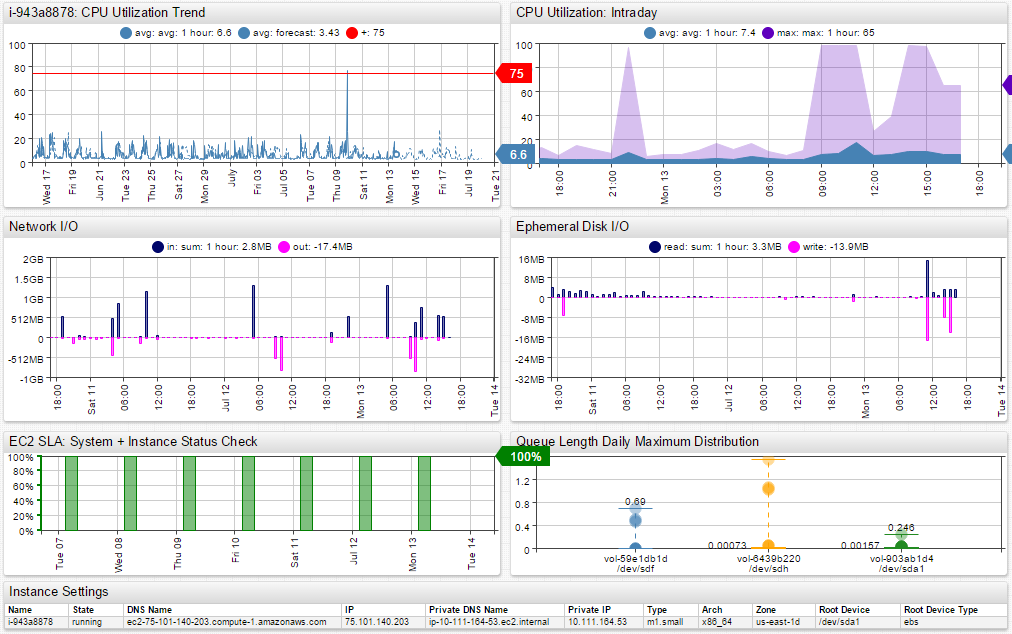 i-943a8878: CPU Utilization Trend
avg: avg: 1 hour: 6.6 avg: forecast: 3.43 +: 75
100
80
60
40
20
0
75
6.6
Wed 17 Fri 19 Jun 21 Tue 23 Thu 25 Sat 27 Mon 29 July Fri 03 Jul 05 Tue 07 Thu 09 Sat 11 Mon 13 Wed 15 Fri 17 Jul 19 Tue 21
CPU Utilization: Intraday
avg: avg: 1 hour: 7.4 max: max: 1 hour: 65
100
80
60
40
20
0
18:00 21:00 Mon 13 03:00 06:00 09:00 12:00 15:00 18:00
Network I/O
in: sum: 1 hour: 2.8MB out: -17.4MB
2GB
1.5GB
1GB
512MB
0
-512MB
-1GB
18:00 Sat 11 06:00 12:00 18:00 Jul 12 06:00 12:00 18:00 Mon 13 06:00 12:00 18:00 Tue 14
Ephemeral Disk I/O
read: sum: 1 hour: 3.3MB write: -13.9MB
16MB
8MB
0
-8MB
-16MB
-24MB
-32MB
18:00 Sat 11 06:00 12:00 18:00 Jul 12 06:00 12:00 18:00 Mon 13 06:00 12:00 18:00 Tue 14
EC2 SLA: System + Instance Status Check
100%
80%
60%
40%
20%
0%
100%
Tue 07 Wed 08 Thu 09 Fri 10 Sat 11 Jul 12 Mon 13 Tue 14
Queue Length Daily Maximum Distribution
1.2
0.8
0.4
0
0.69
0.00073
0.00157
0.246
vol-59e1db1d vol-6439b220 vol-903ab1d4
/dev/sdf /dev/sdh /dev/sda1
Instance Settings
Name State DNS Name IP Private DNS Name Private IP Type Arch Zone Root Device Root Device Type
i-943a8878 running ec2-75-101-140-203.compute-1.amazonaws.com 75.101.140.203 ip-10-111-164-53.ec2.internal 10.111.164.53 m1.small x86_64 us-east-1d /dev/sda1 ebs